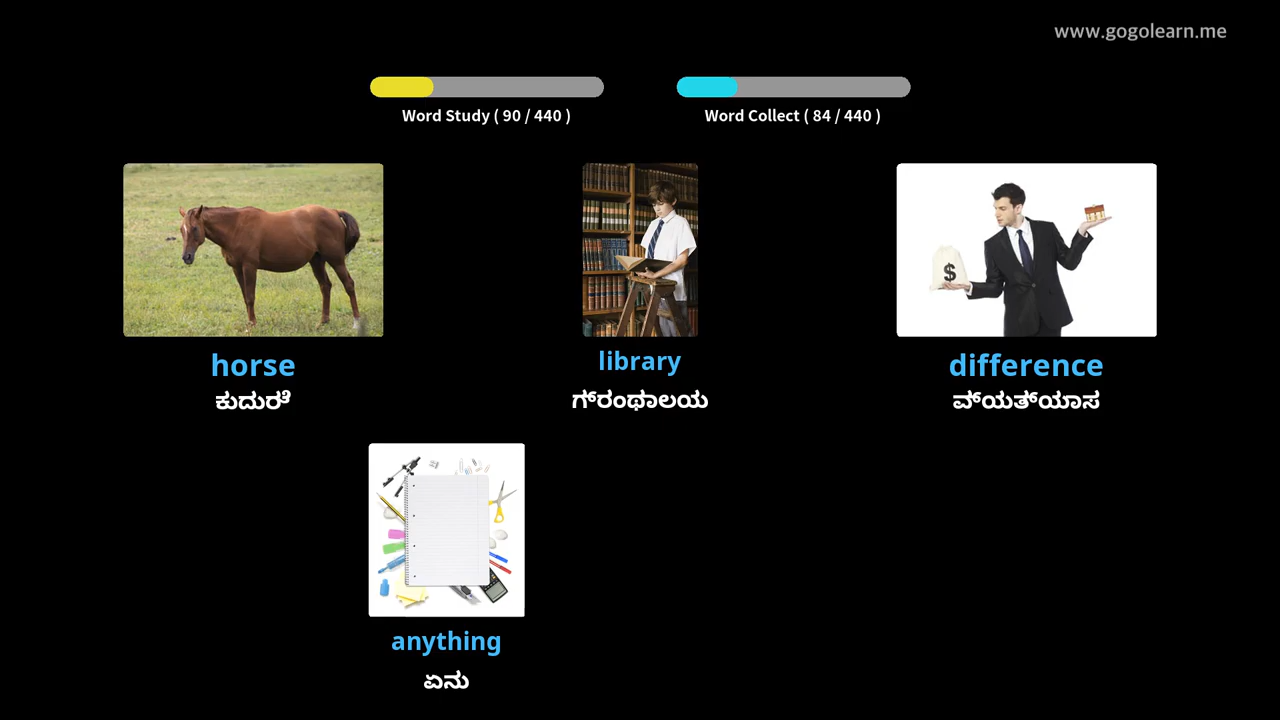 www.gogolearn.me
Word Study ( 90 / 440 )
Word Collect ( 84 / 440 )
horse
ಕುದುರೆ
library
ಗ್ರಂಥಾಲಯ
difference
ವ್ಯತ್ಯಾಸ
$
anything
ಏನು